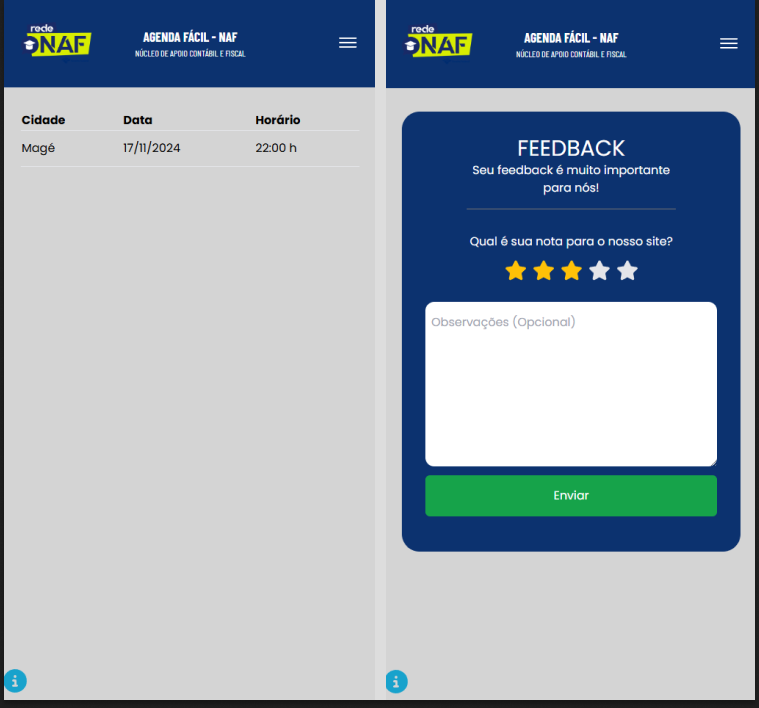 rede
NAF
AGENDA FÁCIL - NAF
NÚCLEO DE APOIO CONTÁBIL E FISCAL
Cidade Data Horário
Magé 17/11/2024 22:00 h
i
rede
NAF
AGENDA FÁCIL - NAF
NÚCLEO DE APOIO CONTÁBIL E FISCAL
FEEDBACK
Seu feedback é muito importante
para nós!
Qual é sua nota para o nosso site?
Observações (Opcional)
Enviar
i